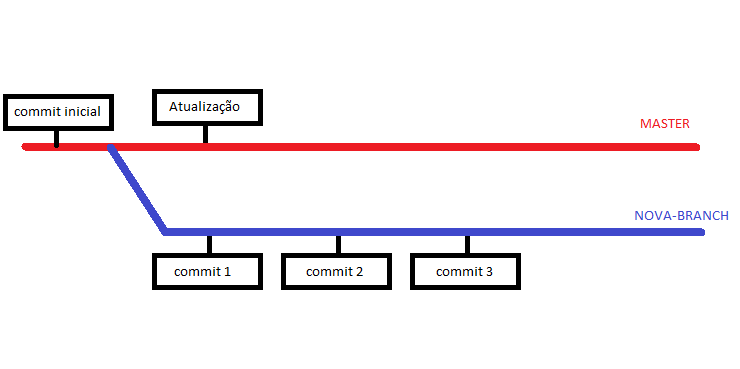 commit inicial
Atualização
MASTER
NOVA-BRANCH
commit 1
commit 2
commit 3